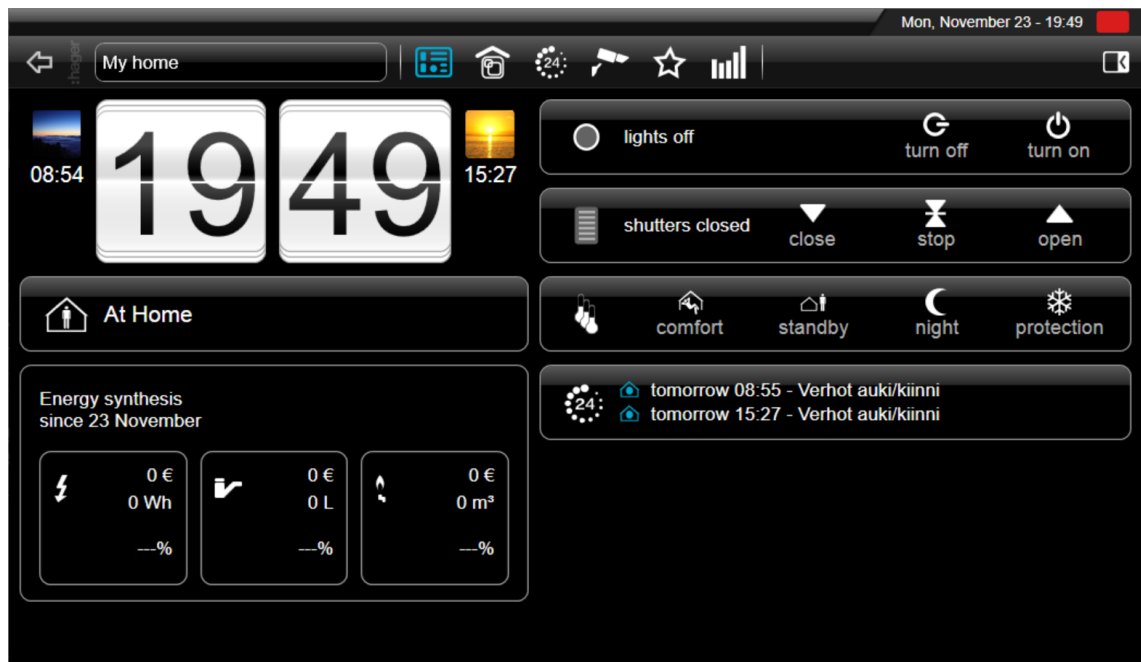 Mon, November 23 - 19:49
:hager
My home
24
08:54
19 49
15:27
lights off
turn off
turn on
shutters closed
close
stop
open
At Home
comfort
standby
night
protection
Energy synthesis
since 23 November
0 €
0 Wh
---%
0 €
0 L
---%
0 €
0 m³
---%
24
tomorrow 08:55 - Verhot auki/kiinni
tomorrow 15:27 - Verhot auki/kiinni